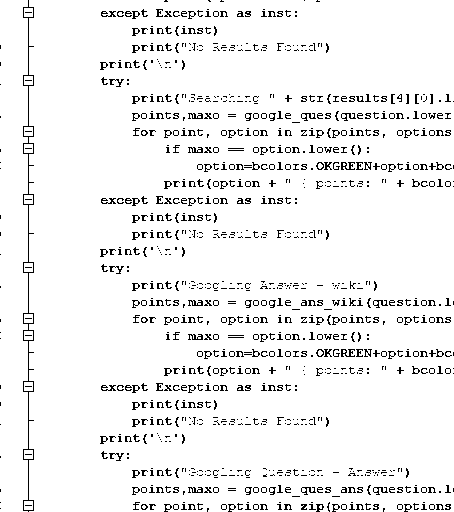 except Exception as inst:
print(inst)
print("No Results Found")
print('\n')
try:
print("Searching " + str(results[4][0].li
points,maxo = google_ques(question.lower
for point, option in zip(points, options
if maxo == option.lower():
option=bcolors.OKGREEN+option+bc
print(option + " { points: " + bcolo
except Exception as inst:
print(inst)
print("No Results Found")
print('\n')
try:
print("Googling Answer - wiki")
points,maxo = google_ans_wiki(question.lo
for point, option in zip(points, options
if maxo == option.lower():
option=bcolors.OKGREEN+option+bc
print(option + " { points: " + bcolo
except Exception as inst:
print(inst)
print("No Results Found")
print('\n')
try:
print("Googling Question - Answer")
points,maxo = google_ques_ans(question.l
for point, option in zip(points, options